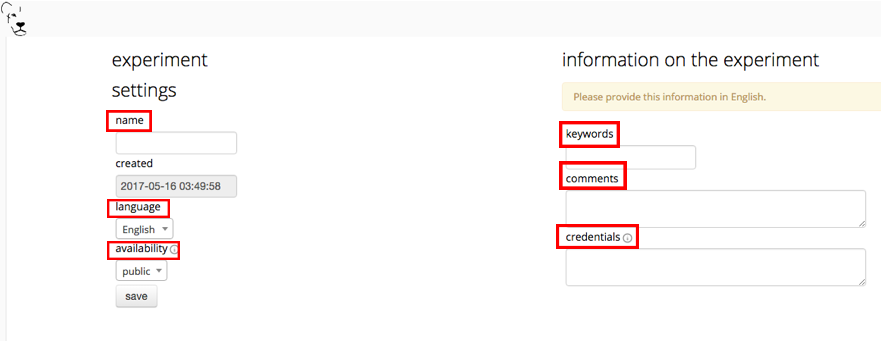 experiment
settings
name
created
2017-05-16 03:49:58
language
English
availability
public
save
information on the experiment
Please provide this information in English.
keywords
comments
credentials